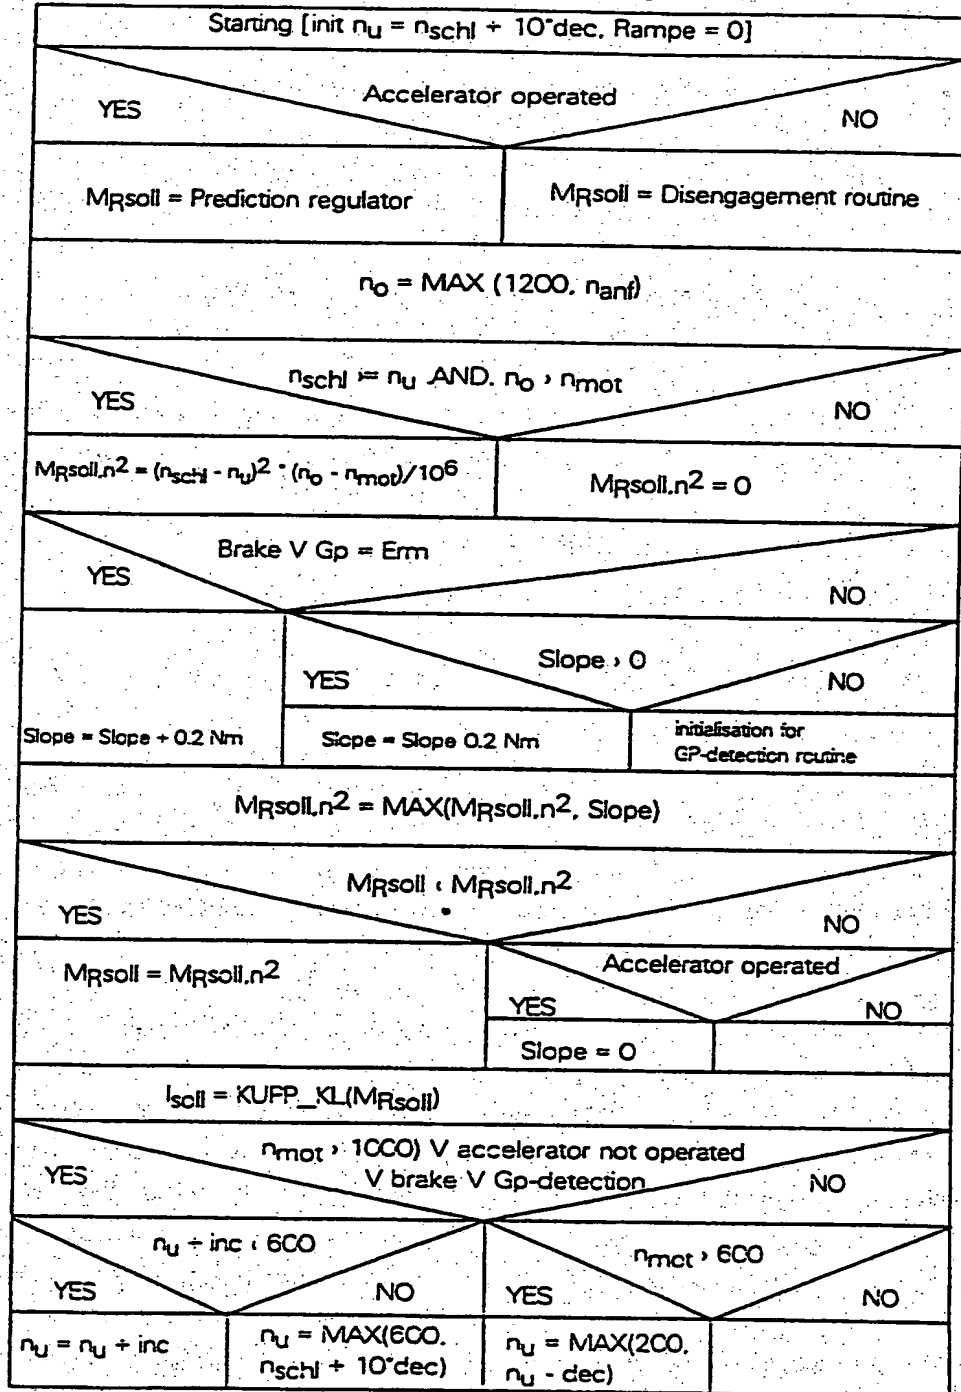 Starting [init nu = nschl + 10*dec, Rampe = 0]
Accelerator operated
YES
NO
MRsoll = Prediction regulator
MRsoll = Disengagement routine
no = MAX (1200, nanf)
nschl >= nu .AND. no > nmot
YES
NO
MRsoll.n2 = (nschl - nu)2 * (no - nmot)/106
MRsoll.n2 = 0
Brake V Gp = Erm
YES
NO
Slope > 0
YES
NO
Slope = Slope + 0.2 Nm
Slope = Slope 0.2 Nm
initialisation for
GP-detection routine
MRsoll.n2 = MAX(MRsoll.n2, Slope)
MRsoll < MRsoll.n2
YES
NO
MRsoll = MRsoll.n2
Accelerator operated
YES
NO
Slope = 0
Isoll = KUFP_KL(MRsoll)
nmot > 1000) V accelerator not operated
V brake V Gp-detection
YES
NO
nu + inc < 600
nmot > 600
YES
NO
YES
NO
nu = nu + inc
nu = MAX(600,
nschl + 10*dec)
nu = MAX(200,
nu - dec)